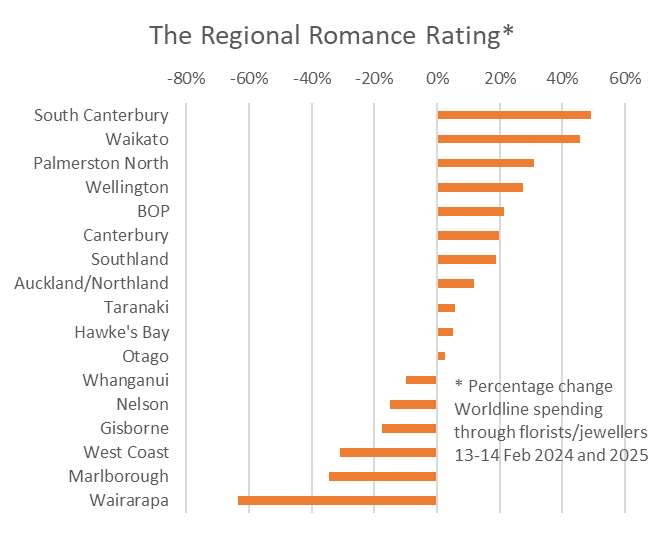 The Regional Romance Rating*
-80% -60% -40% -20% 0% 20% 40% 60%
South Canterbury
Waikato
Palmerston North
Wellington
BOP
Canterbury
Southland
Auckland/Northland
Taranaki
Hawke's Bay
Otago
Whanganui
Nelson
Gisborne
West Coast
Marlborough
Wairarapa
* Percentage change
Worldline spending
through florists/jewellers
13-14 Feb 2024 and 2025